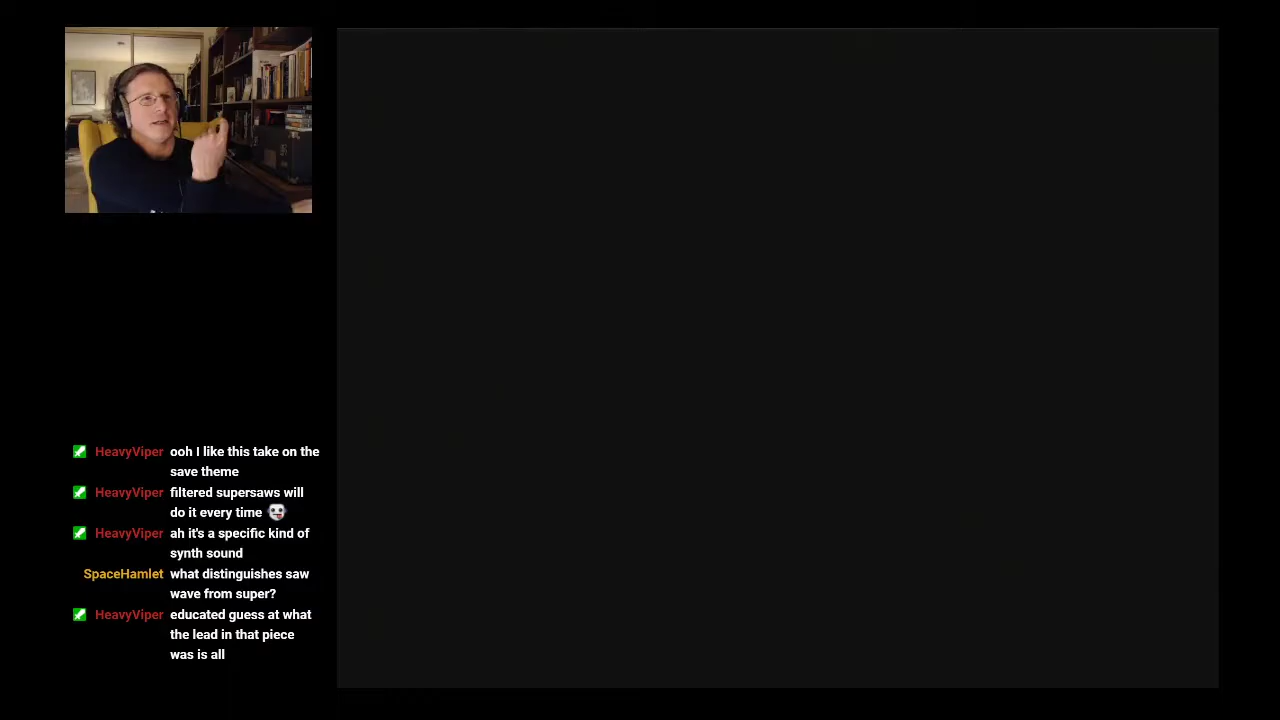 HeavyViper ooh I like this take on the
save theme
HeavyViper filtered supersaws will
do it every time
HeavyViper ah it's a specific kind of
synth sound
SpaceHamlet what distinguishes saw
wave from super?
HeavyViper educated guess at what
the lead in that piece
was is all